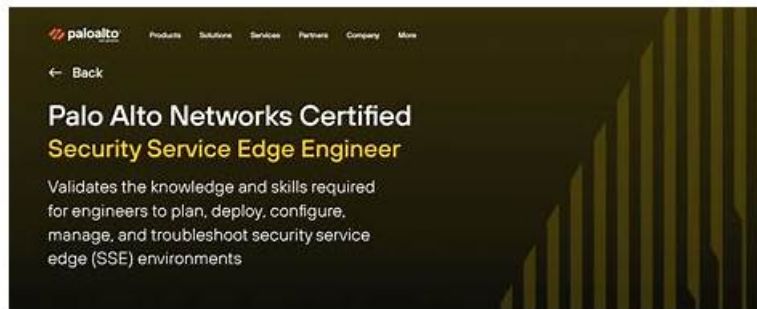 paloalto
Products Solutions Services Partners Company More
← Back
Palo Alto Networks Certified
Security Service Edge Engineer
Validates the knowledge and skills required
for engineers to plan, deploy, configure,
manage, and troubleshoot security service
edge (SSE) environments